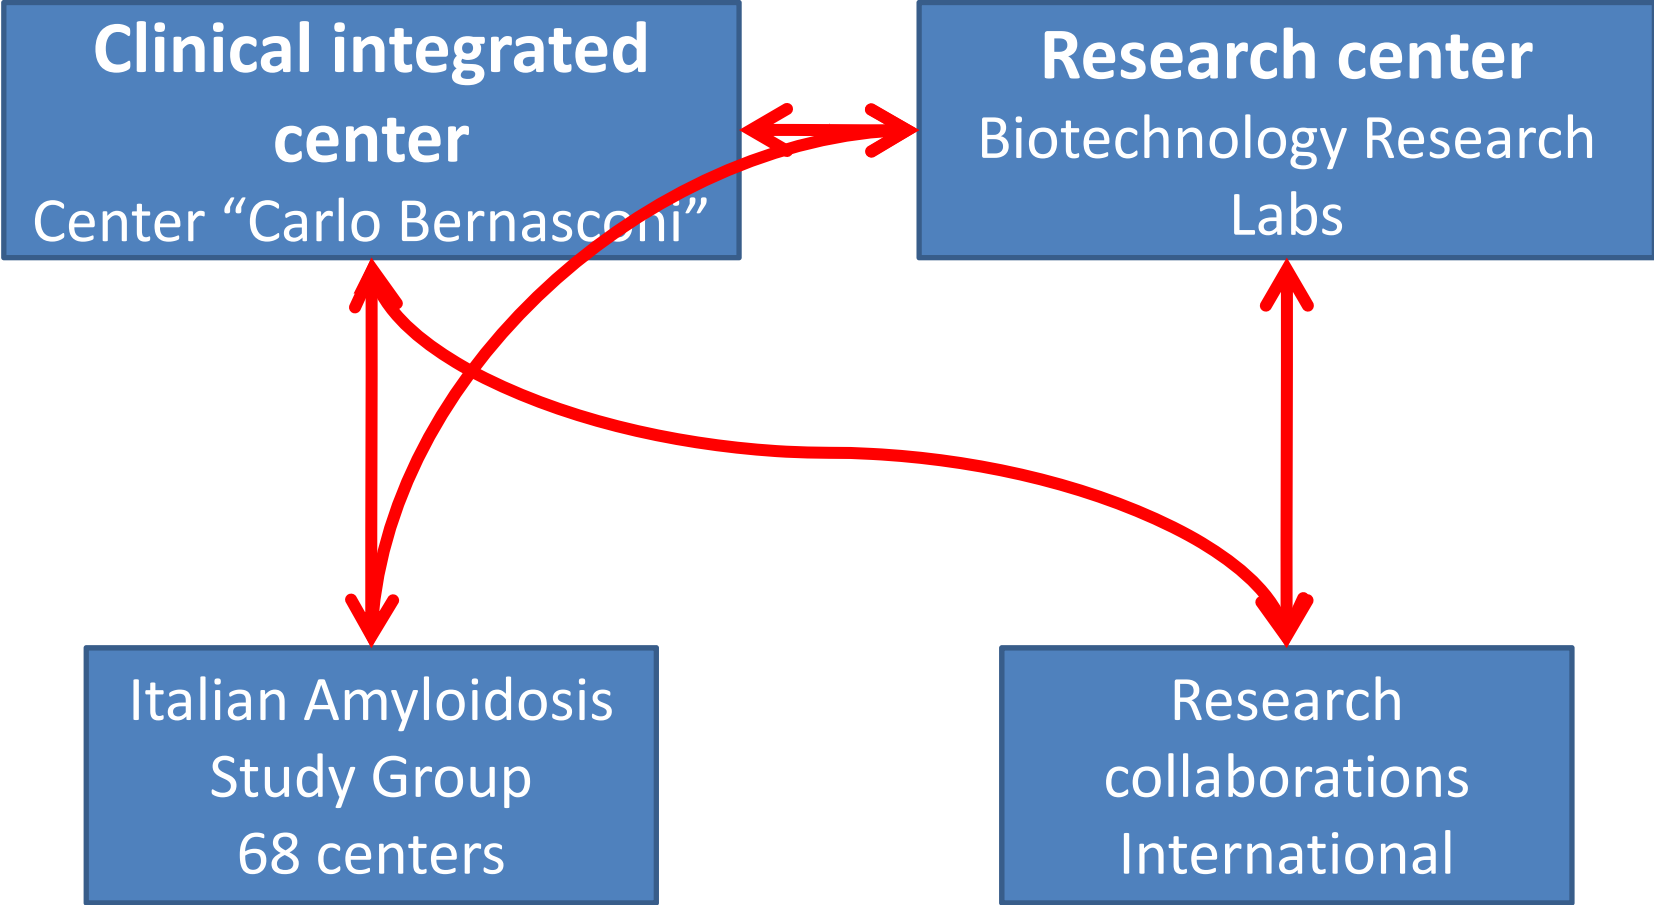 Clinical integrated
center
Center “Carlo Bernasconi”
Research center
Biotechnology Research
Labs
Italian Amyloidosis
Study Group
68 centers
Research
collaborations
International